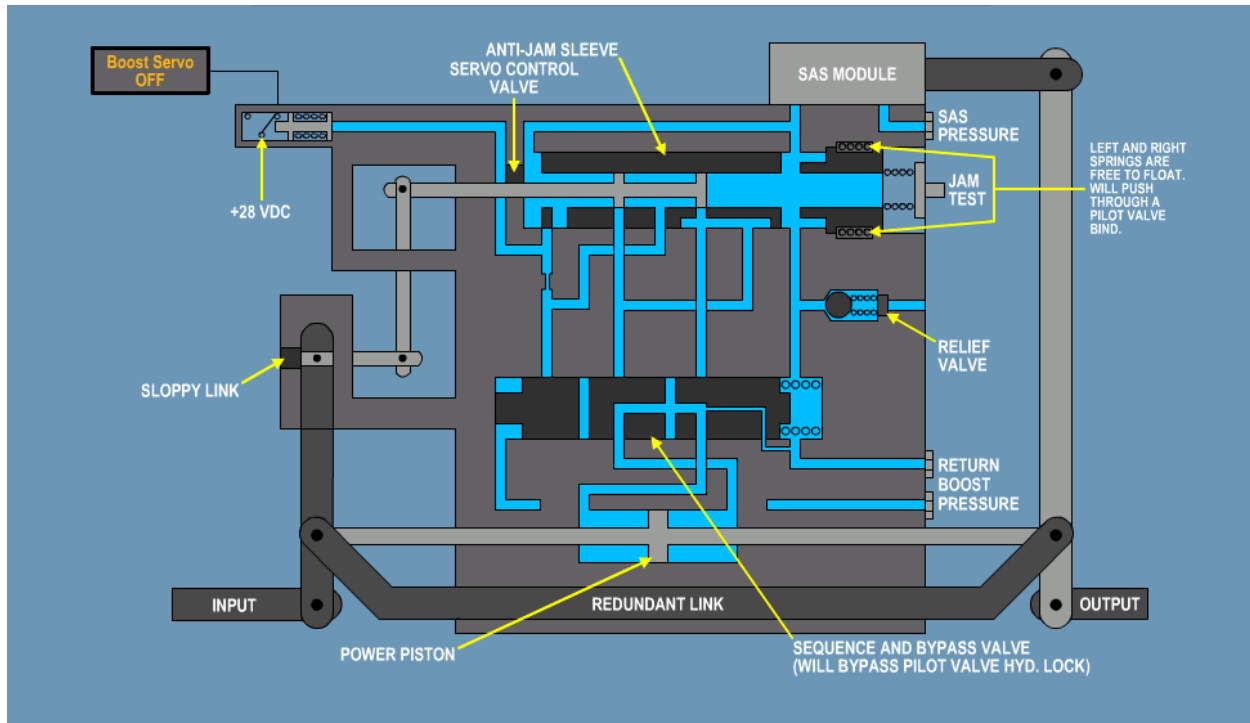 Boost Servo
OFF
ANTI-JAM SLEEVE
SERVO CONTROL
VALVE
SAS MODULE
SAS
PRESSURE
LEFT AND RIGHT
SPRINGS ARE
FREE TO FLOAT.
WILL PUSH
THROUGH A
PILOT VALVE
BIND.
JAM
TEST
+28 VDC
RELIEF
VALVE
SLOPPY LINK
RETURN
BOOST
PRESSURE
INPUT
REDUNDANT LINK
OUTPUT
POWER PISTON
SEQUENCE AND BYPASS VALVE
(WILL BYPASS PILOT VALVE HYD. LOCK)